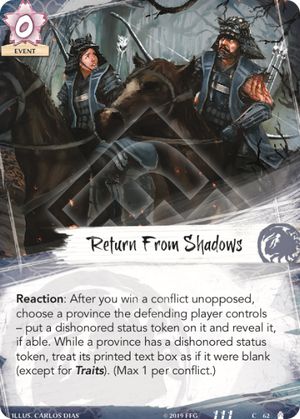 0
EVENT
Return From Shadows
Reaction: After you win a conflict unopposed,
choose a province the defending player controls
– put a dishonored status token on it and reveal it,
if able. While a province has a dishonored status
token, treat its printed text box as if it were blank
(except for Traits). (Max 1 per conflict.)
ILLUS. CARLOS DIAS
©2019 FFG
111
C 62